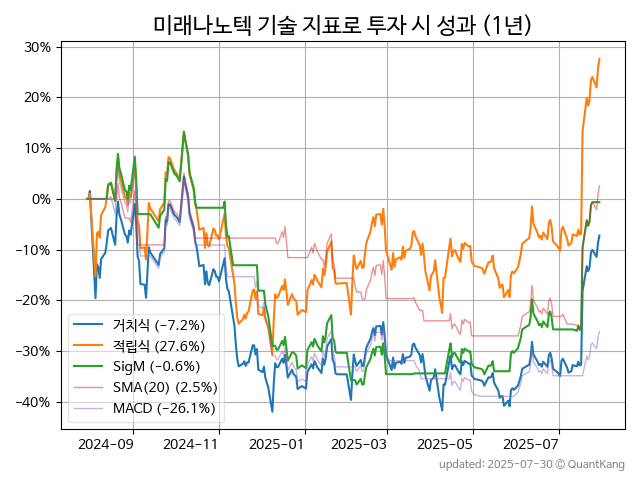 미래나노텍 기술 지표로 투자 시 성과 (1년)
30%
20%
10%
0%
−10%
−20%
−30%
−40%
거치식 (−7.2%)
적립식 (27.6%)
SigM (−0.6%)
SMA(20) (2.5%)
MACD (−26.1%)
2024-09 2024-11 2025-01 2025-03 2025-05 2025-07
updated: 2025-07-30 © QuantKang